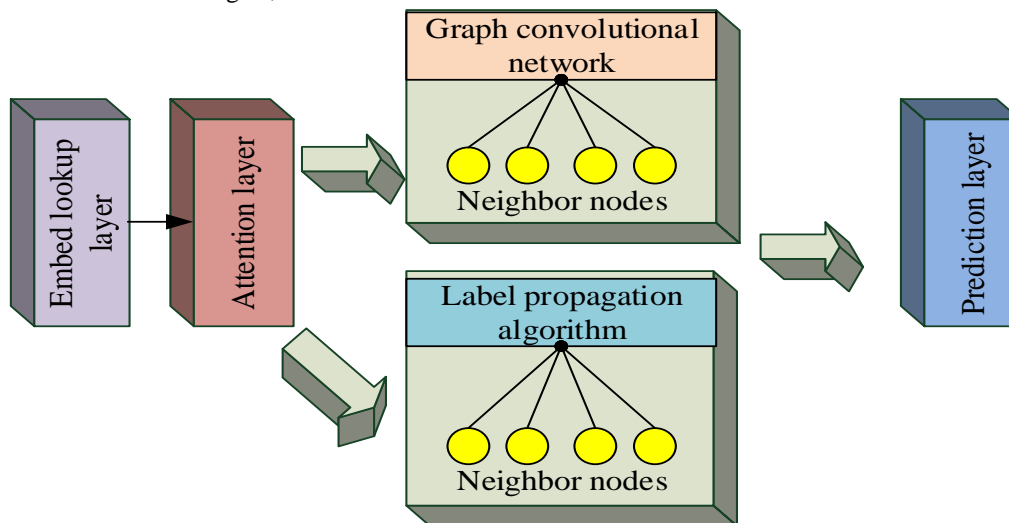 Embed lookup
layer
Attention layer
Graph convolutional
network
Neighbor nodes
Label propagation
algorithm
Neighbor nodes
Prediction layer